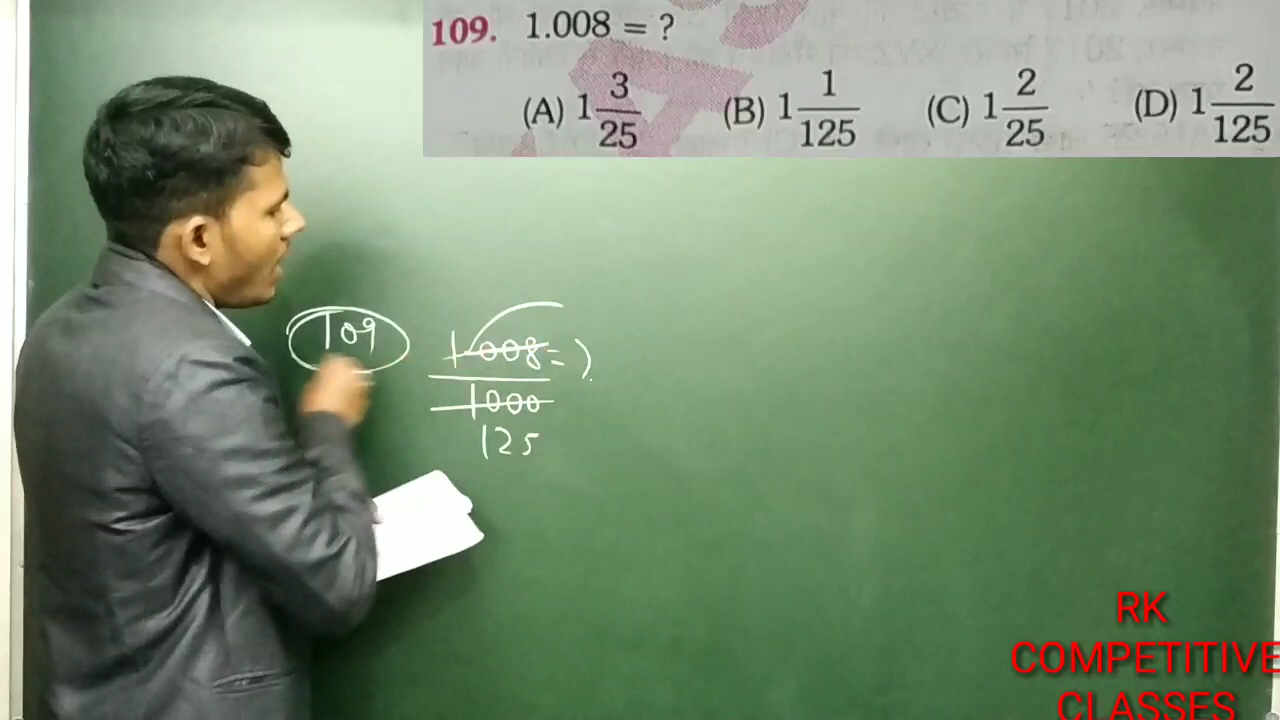 109. 1.008 = ?
(A) 1 3/25 (B) 1 1/125 (C) 1 2/25 (D) 1 2/125
109 1008 = ?
1000
125
RK
COMPETITIVE
CLASSES